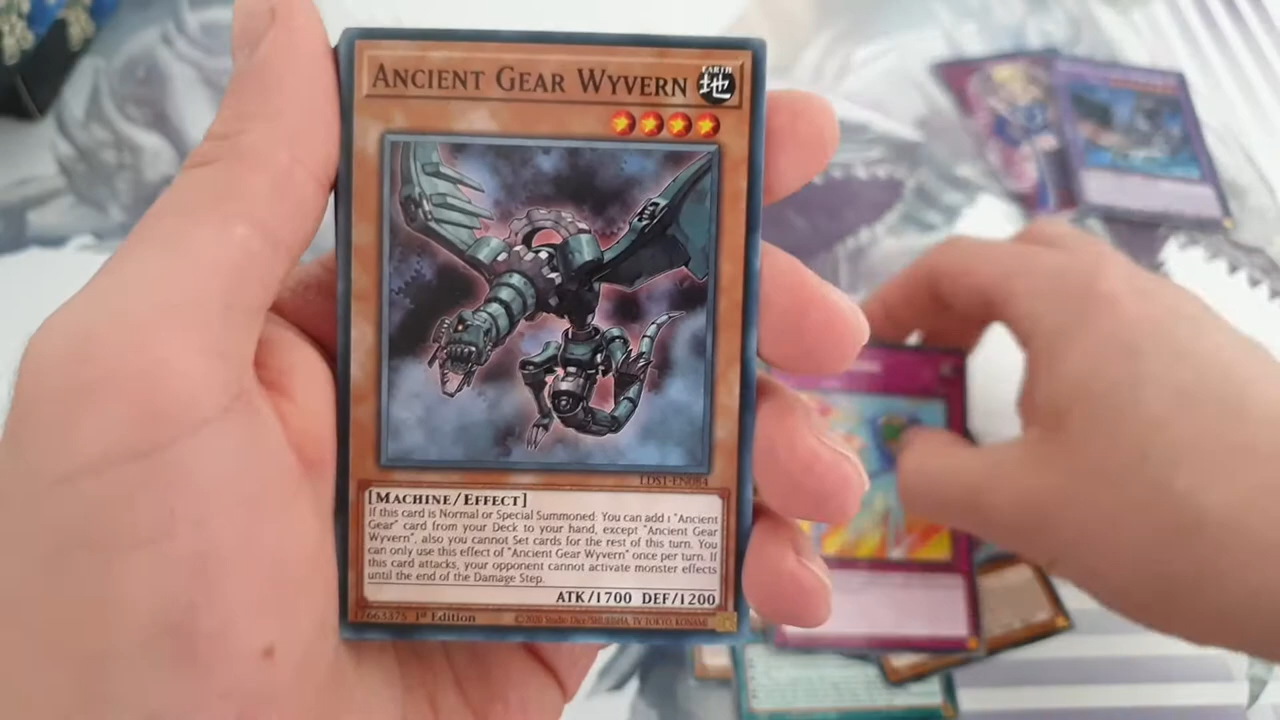 ANCIENT GEAR WYVERN
EARTH
地
LDS1-EN084
[MACHINE/EFFECT]
If this card is Normal or Special Summoned: You can add 1 "Ancient
Gear" card from your Deck to your hand, except "Ancient Gear
Wyvern", also you cannot Set cards for the rest of this turn. You
can only use this effect of "Ancient Gear Wyvern" once per turn. If
this card attacks, your opponent cannot activate monster effects
until the end of the Damage Step.
ATK/1700 DEF/1200
17663375 1st Edition ©2020 Studio Dice/SHUEISHA, TV TOKYO, KONAMI